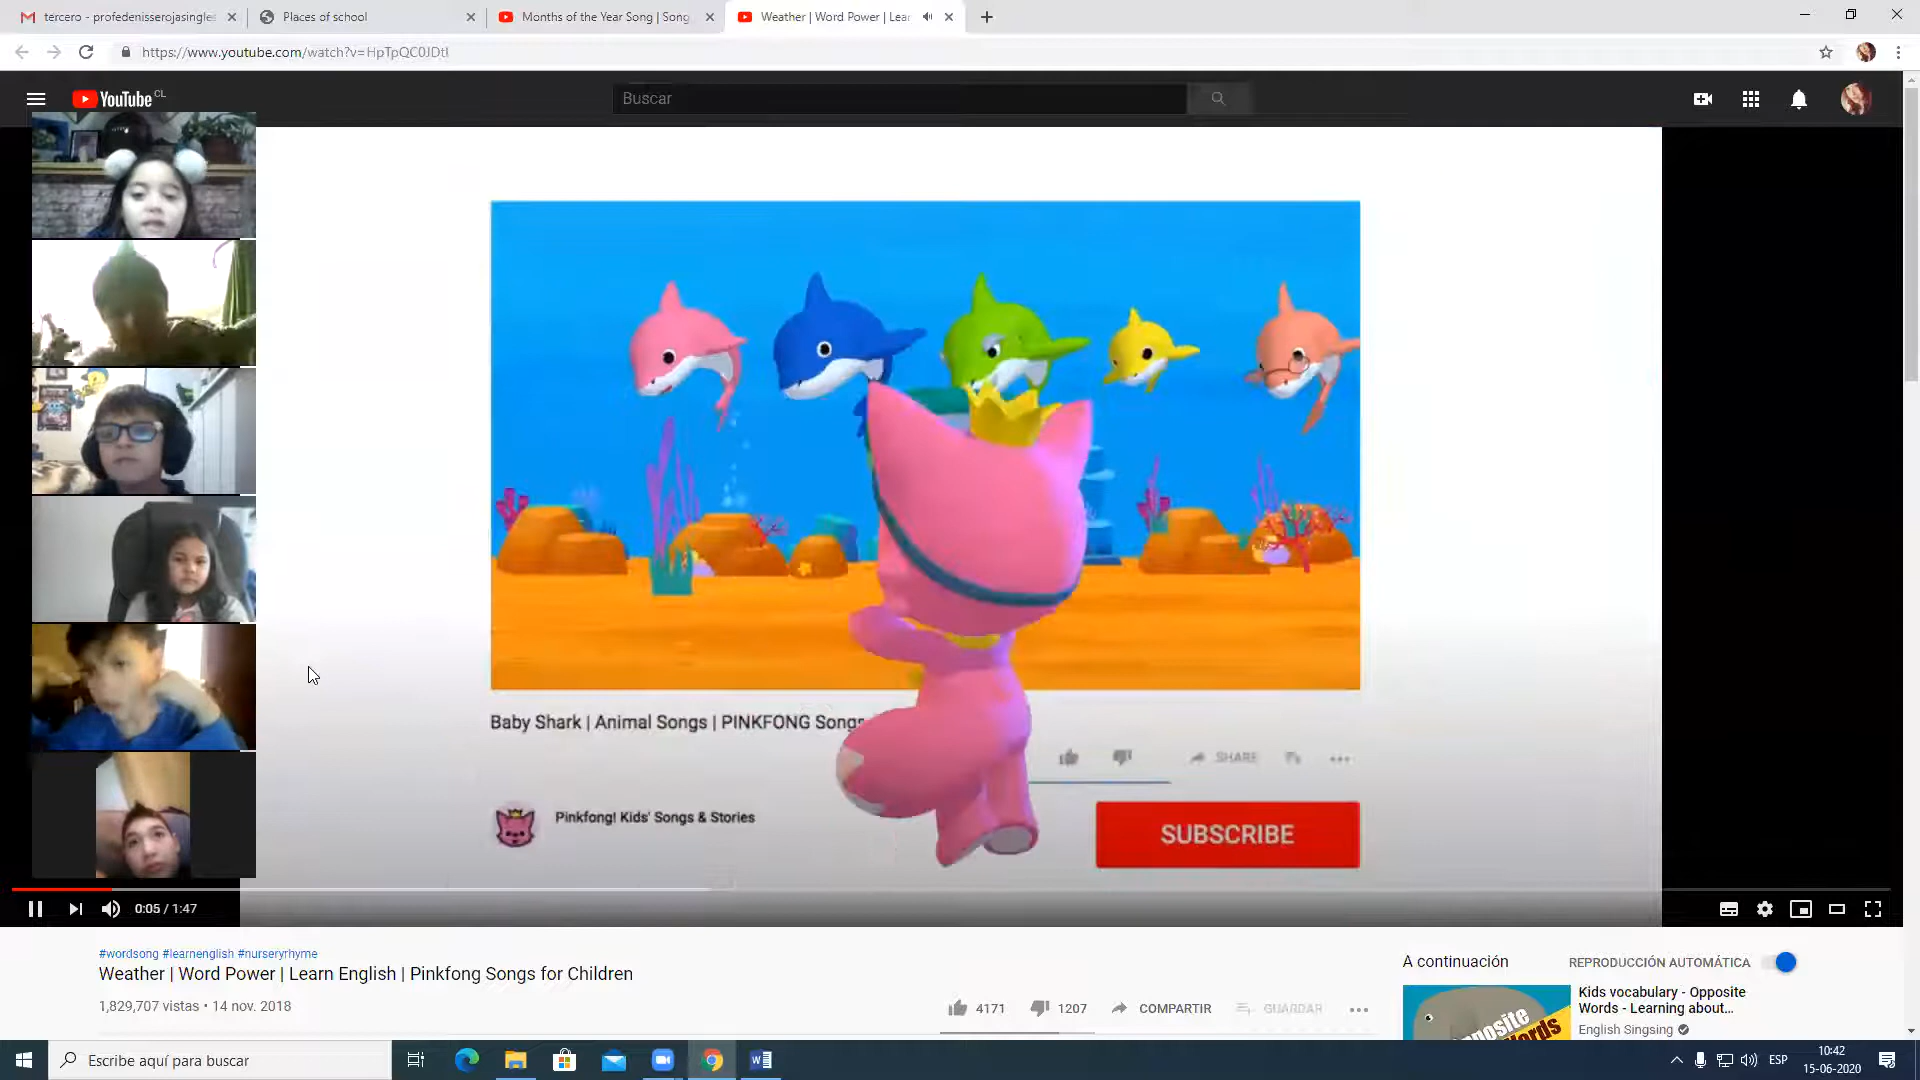 tercero - profedenisserojasingles
Places of school
Months of the Year Song | Song
Weather | Word Power | Lea
https://www.youtube.com/watch?v=HpTpQC0JDtU
YouTube CL
Buscar
Baby Shark | Animal Songs | PINKFONG Songs
SHARE
Pinkfong! Kids' Songs & Stories
SUBSCRIBE
0:05 / 1:47
#wordsong #learnenglish #nurseryrhyme
Weather | Word Power | Learn English | Pinkfong Songs for Children
1,829,707 vistas • 14 nov. 2018
4171
1207
COMPARTIR
GUARDAR
A continuación
REPRODUCCIÓN AUTOMÁTICA
Kids vocabulary - Opposite
Words - Learning about...
English Singsing
Escribe aquí para buscar
ESP
10:42
15-06-2020